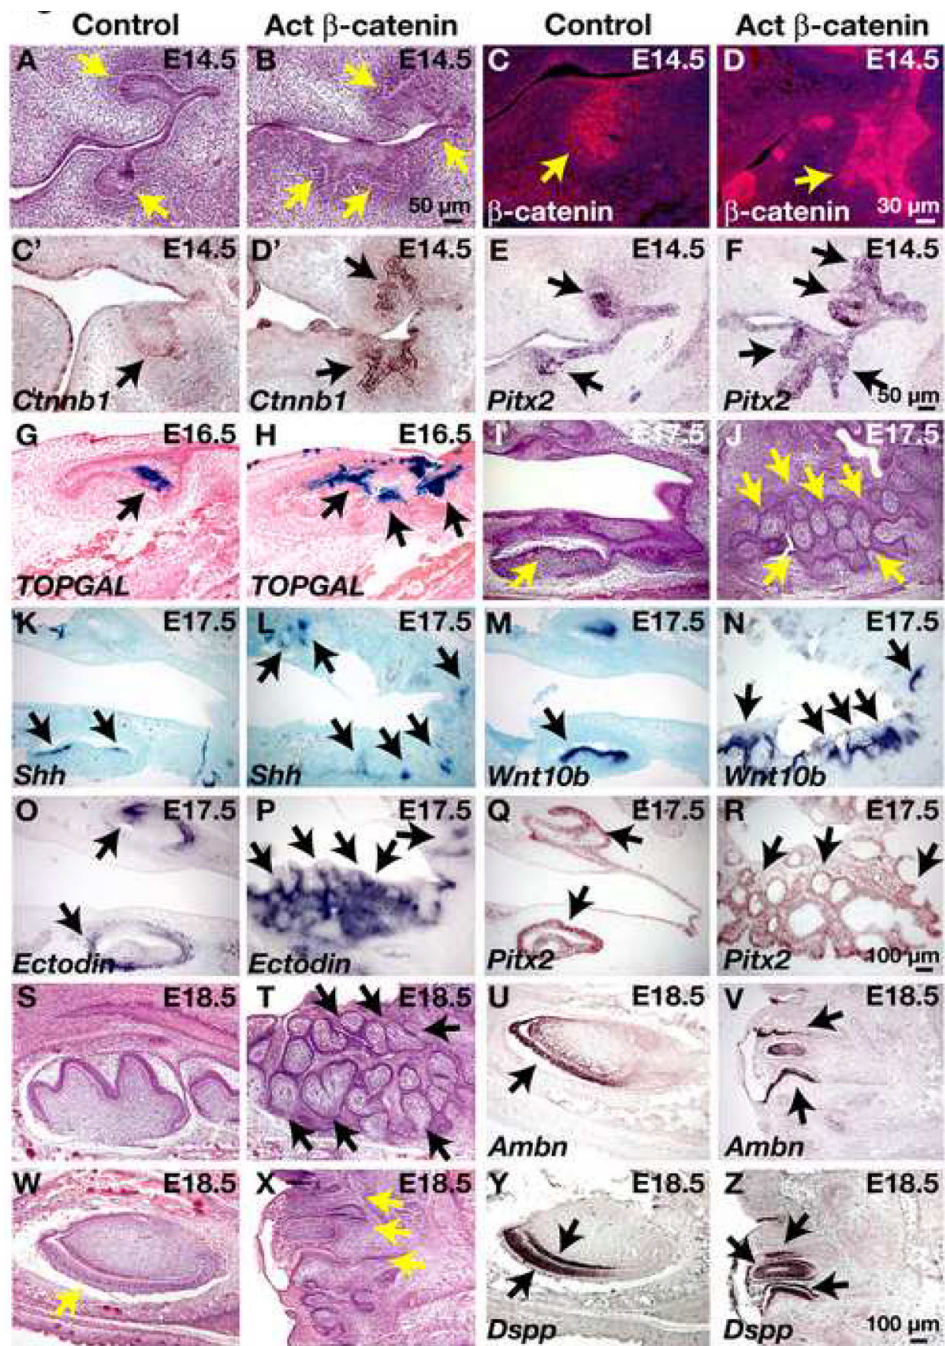 Control Act β-catenin Control Act β-catenin
A E14.5 B E14.5 C E14.5 D E14.5
50 µm β-catenin β-catenin 30 µm
C' E14.5 D' E14.5 E E14.5 F E14.5
Ctnnb1 Ctnnb1 Pitx2 Pitx2 50 µm
G E16.5 H E16.5 I E17.5 J E17.5
TOPGAL TOPGAL
K E17.5 L E17.5 M E17.5 N E17.5
Shh Shh Wnt10b Wnt10b
O E17.5 P E17.5 Q E17.5 R E17.5
Ectodin Ectodin Pitx2 Pitx2 100 µm
S E18.5 T E18.5 U E18.5 V E18.5
Ambn Ambn
W E18.5 X E18.5 Y E18.5 Z E18.5
Dspp Dspp 100 µm